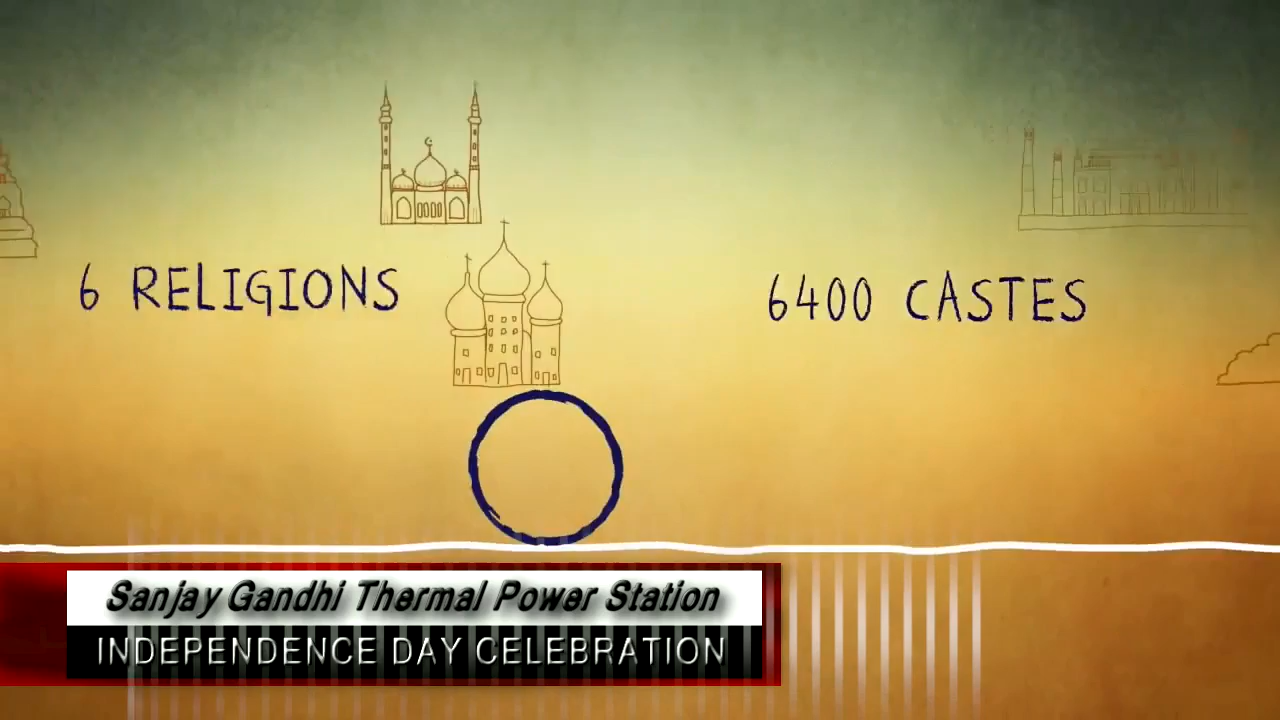 6 RELIGIONS
6400 CASTES
Sanjay Gandhi Thermal Power Station
INDEPENDENCE DAY CELEBRATION